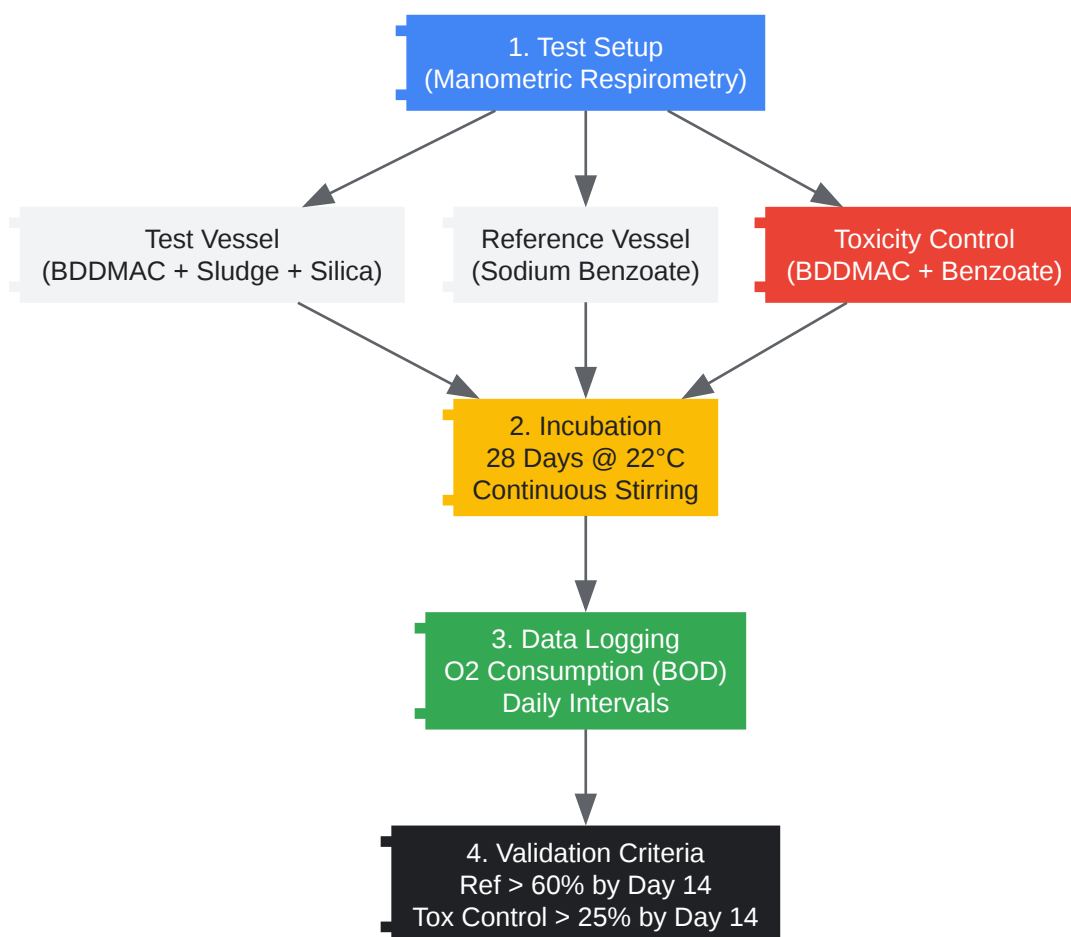 1. Test Setup
(Manometric Respirometry)
Test Vessel
(BDDMAC + Sludge + Silica)
Reference Vessel
(Sodium Benzoate)
Toxicity Control
(BDDMAC + Benzoate)
2. Incubation
28 Days @ 22°C
Continuous Stirring
3. Data Logging
O2 Consumption (BOD)
Daily Intervals
4. Validation Criteria
Ref > 60% by Day 14
Tox Control > 25% by Day 14